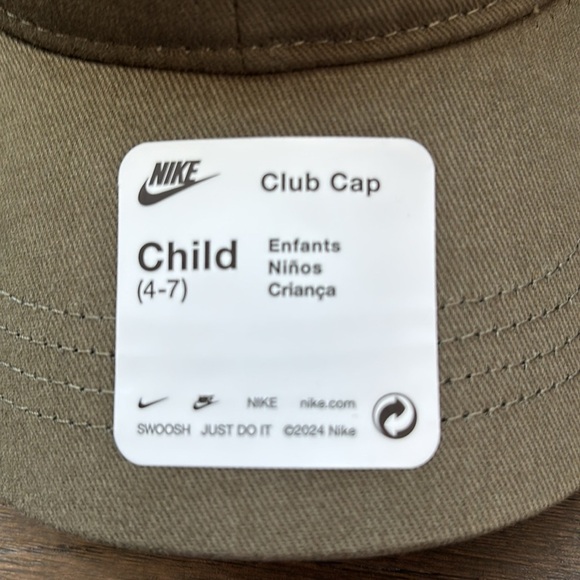 NIKE
Club Cap
Child
(4-7)
Enfants
Niños
Criança
NIKE nike.com
SWOOSH JUST DO IT ©2024 Nike